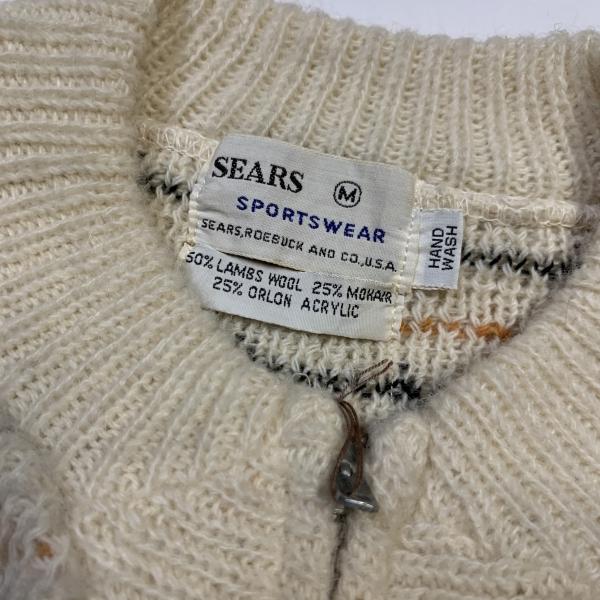 SEARS M
SPORTSWEAR
SEARS,ROEBUCK AND CO.,U.S.A.
50% LAMBS WOOL 25% MOHAIR
25% ORLON ACRYLIC
HAND
WASH